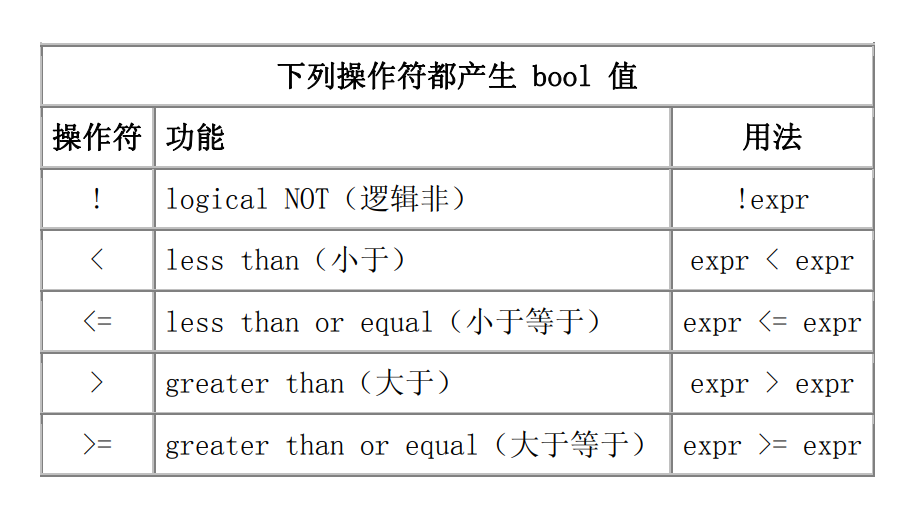 下列操作符都产生 bool 值
操作符 功能 用法
! logical NOT（逻辑非） !expr
< less than（小于） expr < expr
<= less than or equal（小于等于） expr <= expr
> greater than（大于） expr > expr
>= greater than or equal（大于等于） expr >= expr